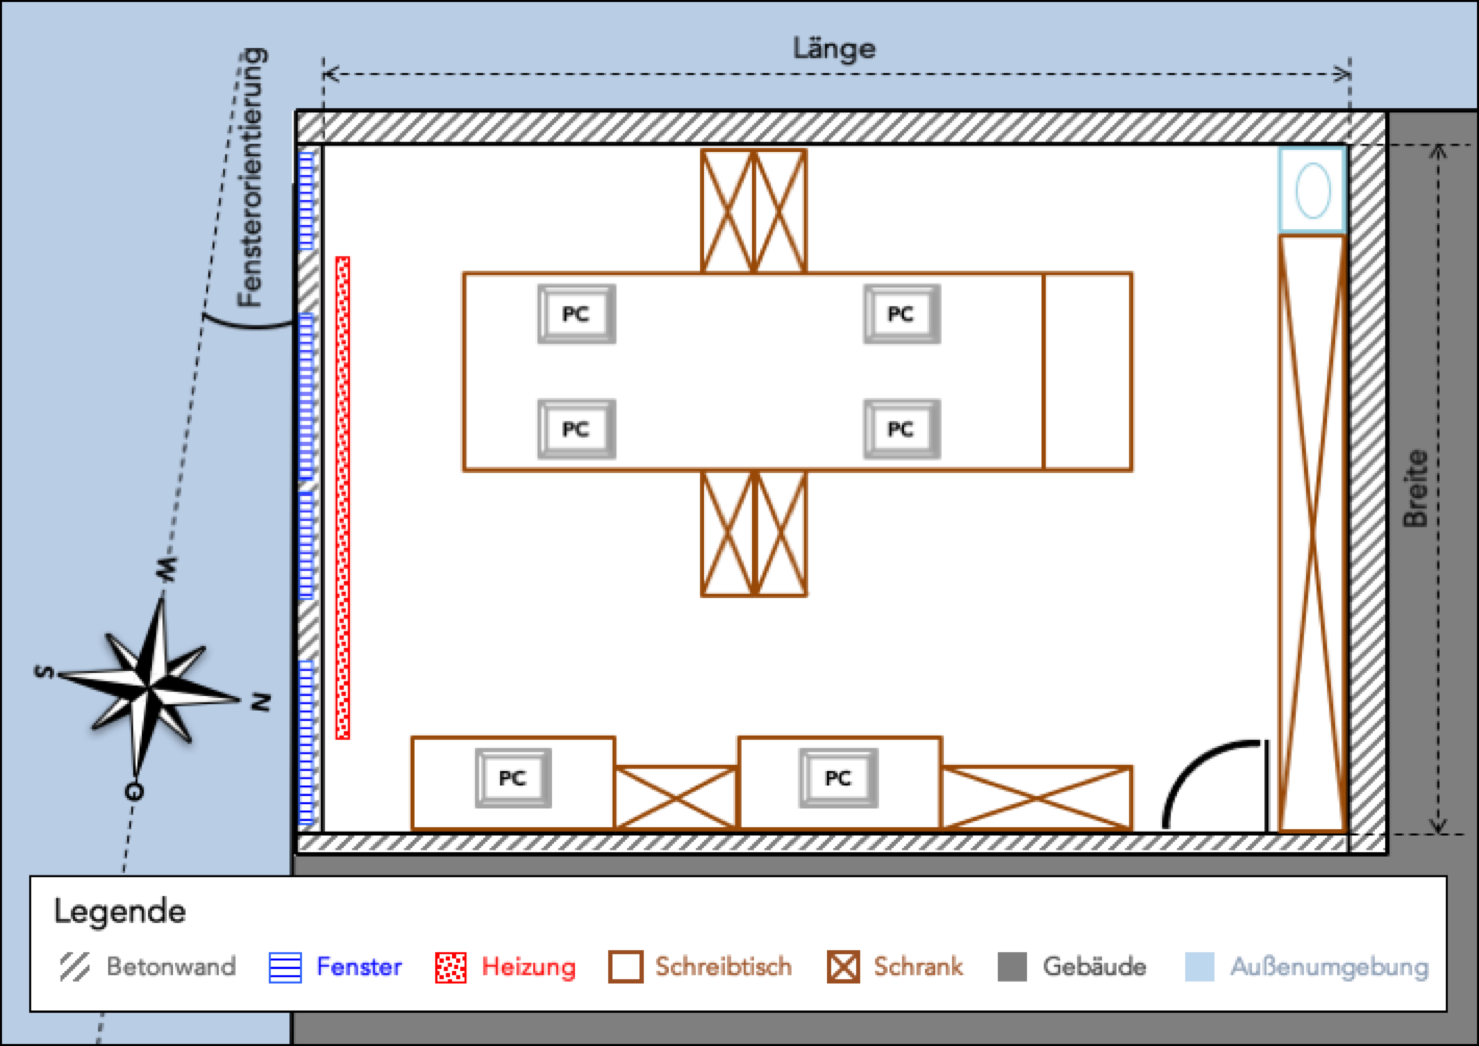 Länge
Fensterorientierung
PC
PC
PC
PC
Breite
W
S
N
O
PC
PC
Legende
Betonwand
Fenster
Heizung
Schreibtisch
Schrank
Gebäude
Außenumgebung